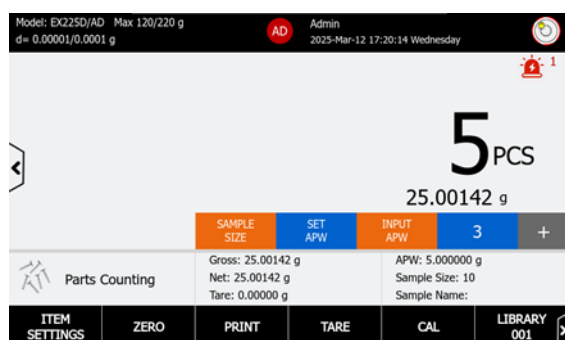 Model: EX225D/AD Max 120/220 g
d= 0.00001/0.0001 g
AD
Admin
2025-Mar-12 17:20:14 Wednesday
1
5 PCS
25.00142 g
SAMPLE
SIZE
SET
APW
INPUT
APW
3
+
Parts Counting
Gross: 25.00142 g
Net: 25.00142 g
Tare: 0.00000 g
APW: 5.000000 g
Sample Size: 10
Sample Name:
ITEM
SETTINGS
ZERO
PRINT
TARE
CAL
LIBRARY
001